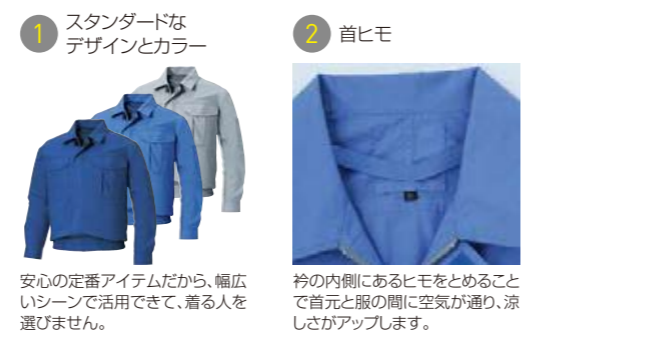 1
スタンダードな
デザインとカラー
2
首ヒモ
安心の定番アイテムだから、幅広
いシーンで活用できて、着る人を
選びません。
衿の内側にあるヒモをとめること
で首元と服の間に空気が通り、涼
しさがアップします。